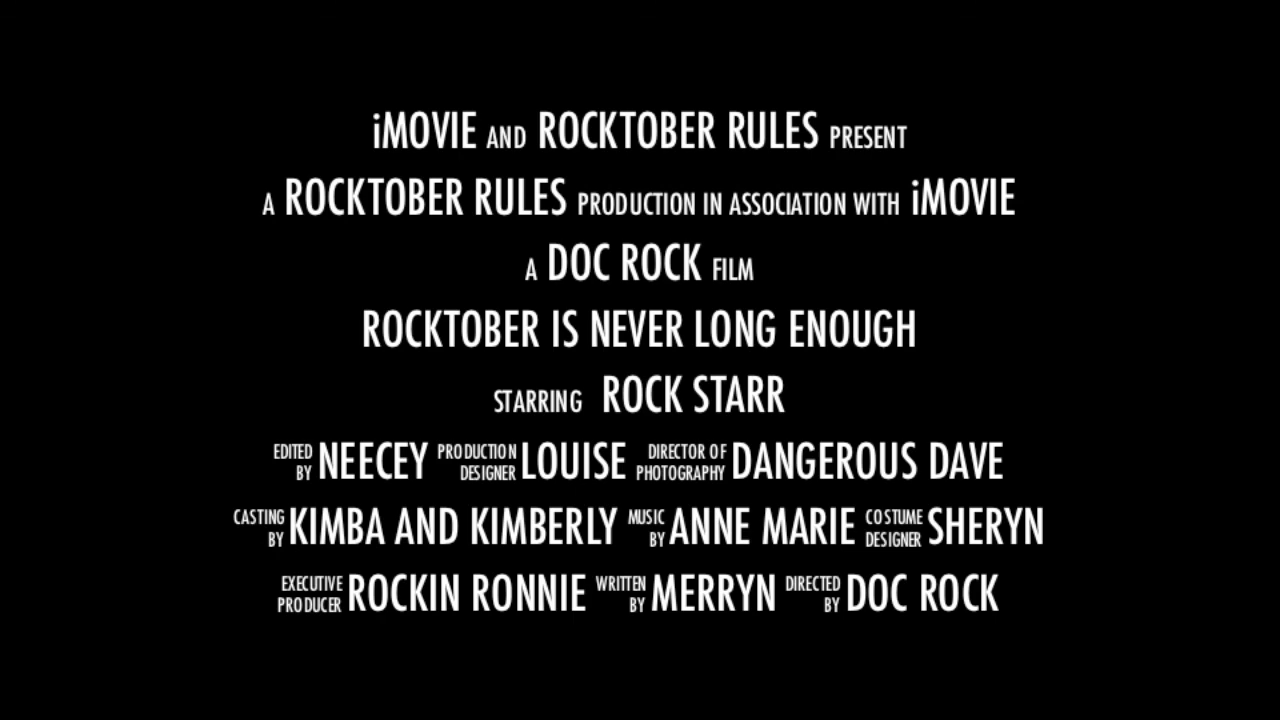 iMOVIE AND ROCKTOBER RULES PRESENT
A ROCKTOBER RULES PRODUCTION IN ASSOCIATION WITH iMOVIE
A DOC ROCK FILM
ROCKTOBER IS NEVER LONG ENOUGH
STARRING ROCK STARR
EDITED BY NEECEY PRODUCTION DESIGNER LOUISE DIRECTOR OF PHOTOGRAPHY DANGEROUS DAVE
CASTING BY KIMBA AND KIMBERLY MUSIC BY ANNE MARIE COSTUME DESIGNER SHERYN
EXECUTIVE PRODUCER ROCKIN RONNIE WRITTEN BY MERRYN DIRECTED BY DOC ROCK